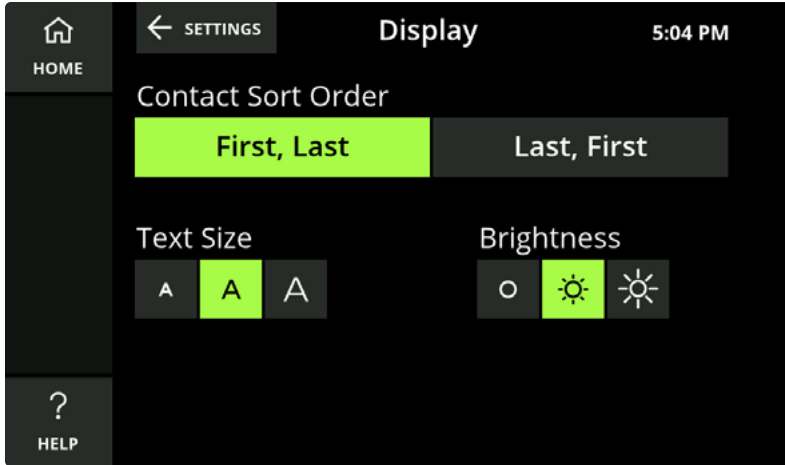 HOME
SETTINGS
Display
5:04 PM
Contact Sort Order
First, Last
Last, First
Text Size
Brightness
A A A
?
HELP